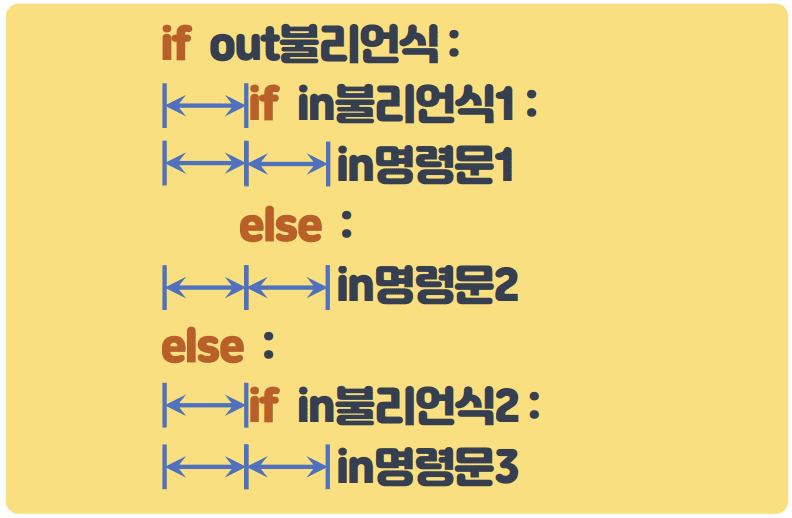 if out불리언식 :
if in불리언식1 :
in명령문1
else :
in명령문2
else :
if in불리언식2 :
in명령문3